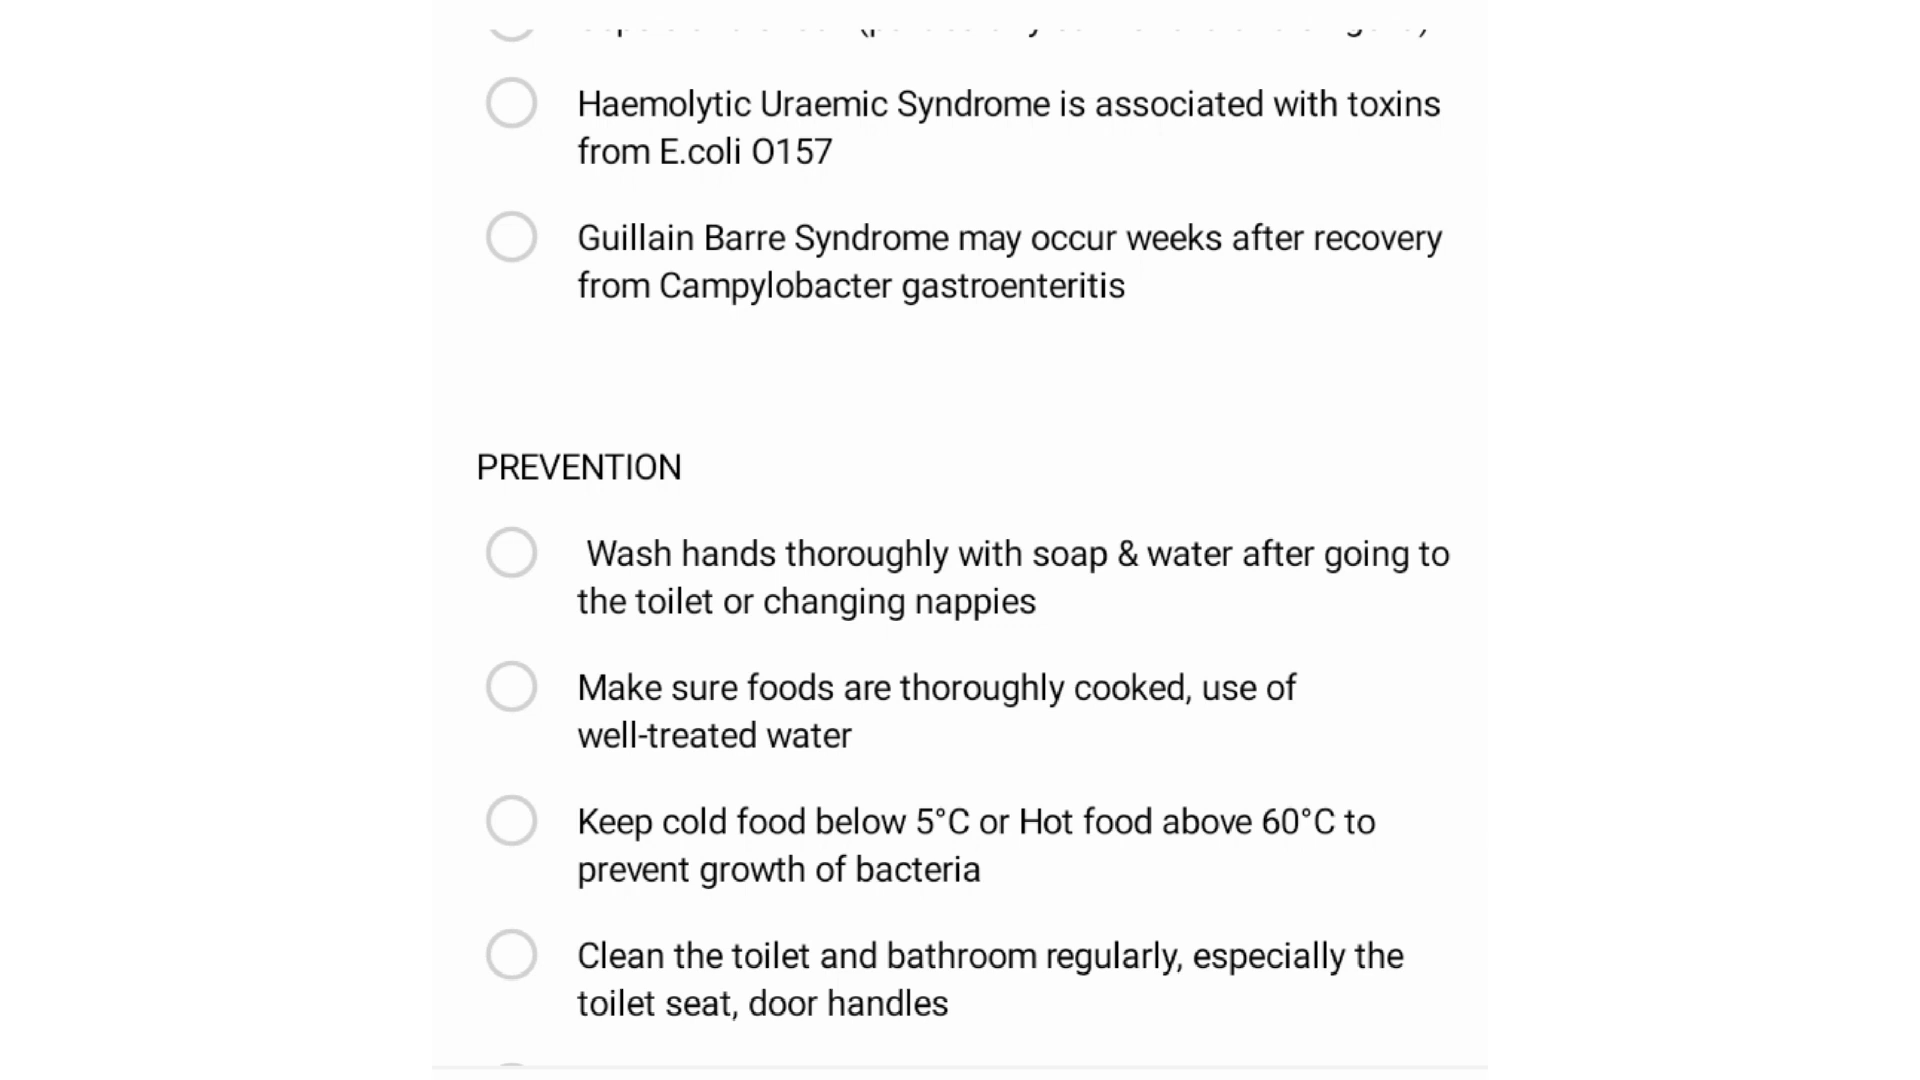 Haemolytic Uraemic Syndrome is associated with toxins
from E.coli O157
Guillain Barre Syndrome may occur weeks after recovery
from Campylobacter gastroenteritis
PREVENTION
Wash hands thoroughly with soap & water after going to
the toilet or changing nappies
Make sure foods are thoroughly cooked, use of
well-treated water
Keep cold food below 5°C or Hot food above 60°C to
prevent growth of bacteria
Clean the toilet and bathroom regularly, especially the
toilet seat, door handles